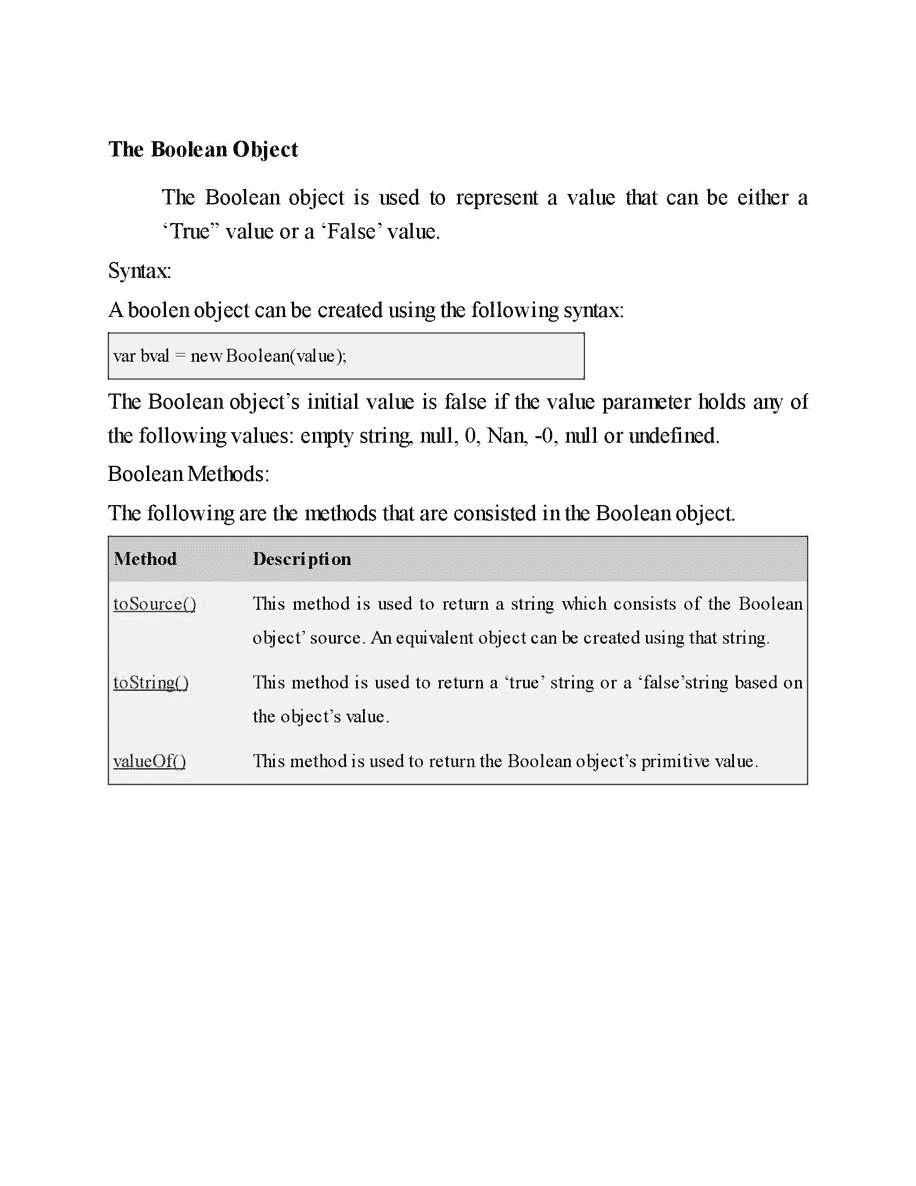 The Boolean Object
The Boolean object is used to represent a value that can be either a
‘True” value or a ‘False’ value.
Syntax:
A boolen object can be created using the following syntax:
var bval = new Boolean(value);
The Boolean object’s initial value is false if the value parameter holds any of
the following values: empty string, null, 0, Nan, -0, null or undefined.
Boolean Methods:
The following are the methods that are consisted in the Boolean object.
Method Description
toSource() This method is used to return a string which consists of the Boolean
object’ source. An equivalent object can be created using that string.
toString() This method is used to return a ‘true’ string or a ‘false’string based on
the object’s value.
valueOf() This method is used to return the Boolean object’s primitive value.